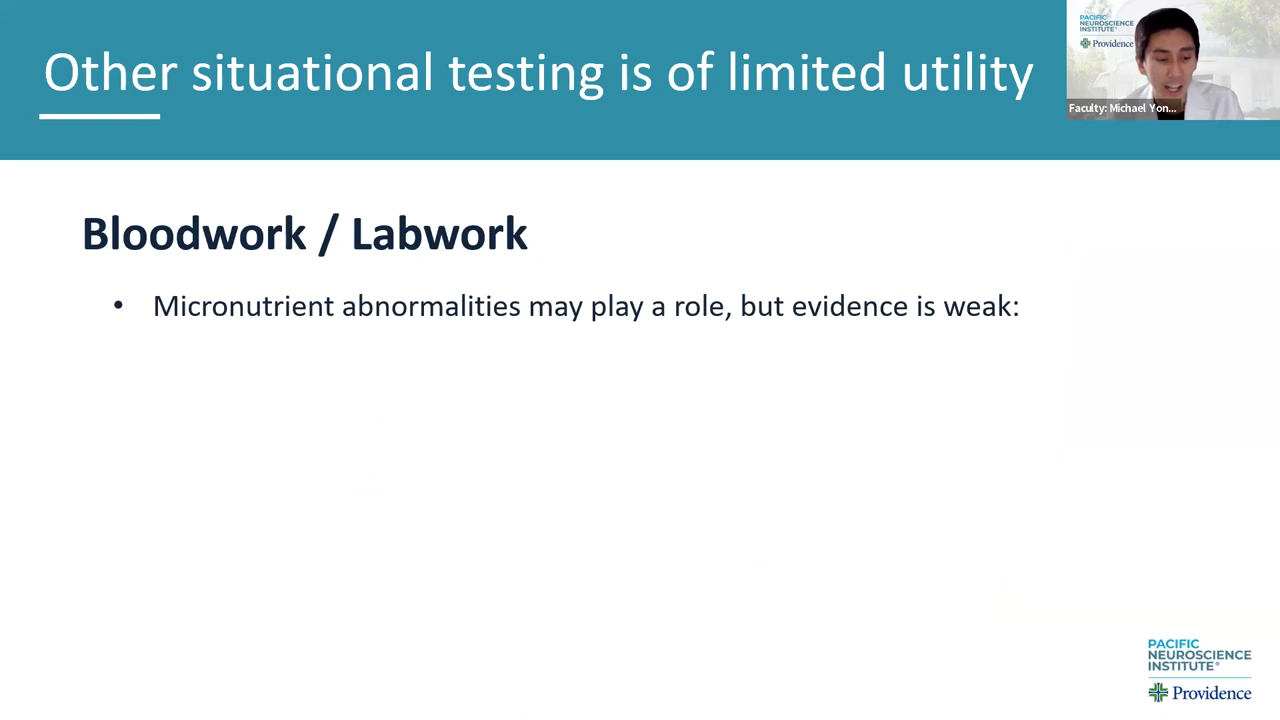 Other situational testing is of limited utility
PACIFIC
NEUROSCIENCE
INSTITUTE®
Providence
Faculty: Michael Yon...
Bloodwork / Labwork
• Micronutrient abnormalities may play a role, but evidence is weak:
PACIFIC
NEUROSCIENCE
INSTITUTE®
Providence